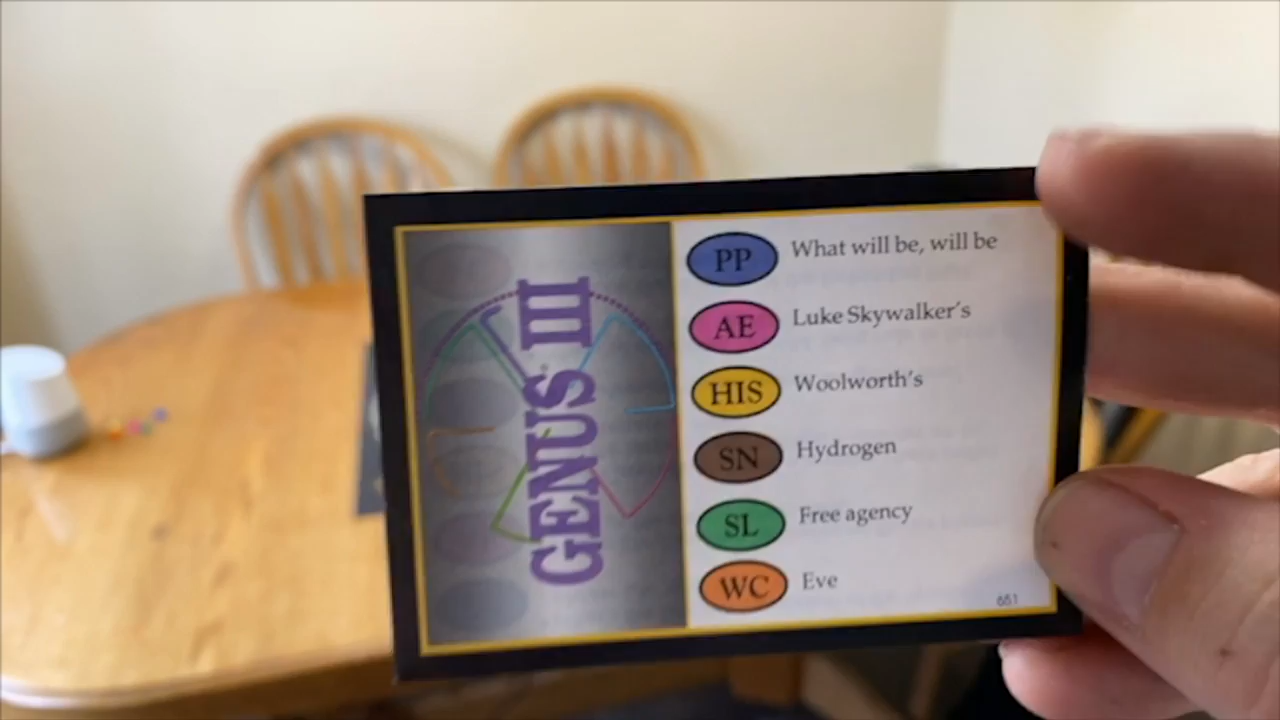 GENUS III
PP What will be, will be
AE Luke Skywalker's
HIS Woolworth's
SN Hydrogen
SL Free agency
WC Eve
651